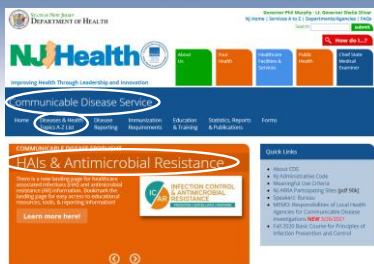 State of New Jersey
DEPARTMENT OF HEALTH
Governor Phil Murphy • Lt. Governor Sheila Oliver
NJ Home | Services A to Z | Departments/Agencies | FAQs
Search
submit
How do I...?
NJHealth
Improving Health Through Leadership and Innovation
About
Us
Your
Health
Healthcare
Facilities &
Services
Public
Health
Chief State
Medical
Examiner
Communicable Disease Service
Home
Diseases & Health
Topics A-Z List
Disease
Reporting
Immunization
Requirements
Education
& Training
Statistics, Reports
& Publications
Forms
COMMUNICABLE DISEASE SPOTLIGHT
HAIs & Antimicrobial Resistance
There is a new landing page for healthcare
associated infections (HAI) and antimicrobial
resistance (AR) information. Bookmark the
landing page for easy access to educational
resources, tools, & reporting information!
Learn more here!
IC
AR
INFECTION CONTROL
& ANTIMICROBIAL
RESISTANCE
Quick Links
About CDS
NJ Administrative Code
Meaningful Use Criteria
NJ ARRA Participating Sites [pdf 50k]
Speakers' Bureau
MEMO: Responsibilities of Local Health
Agencies for Communicable Disease
Investigations NEW 3/26/2021
Fall 2020 Basic Course for Principles of
Infection Prevention and Control